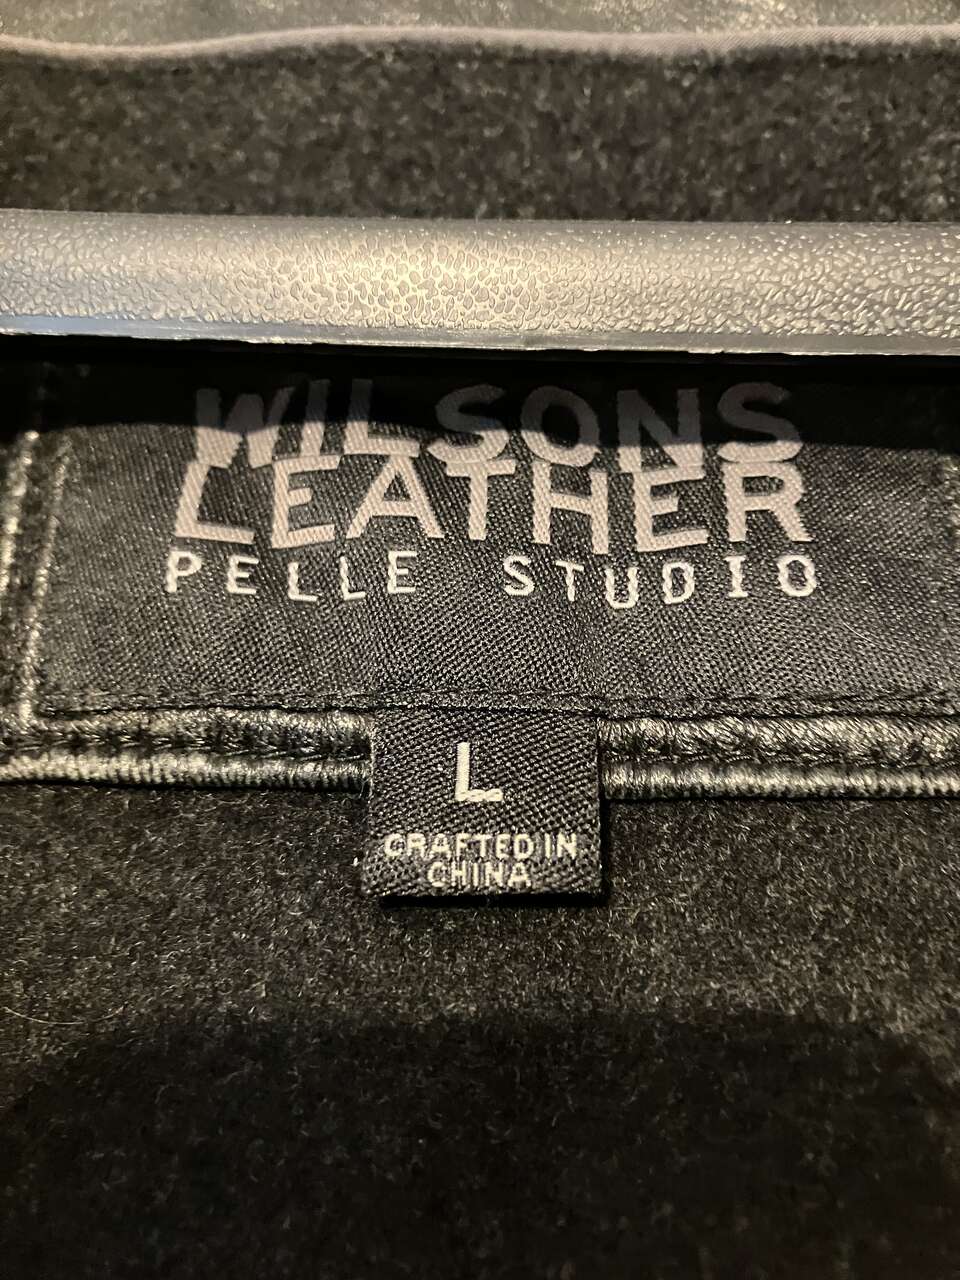 WILSONS
LEATHER
PELLE STUDIO
L
CRAFTED IN
CHINA